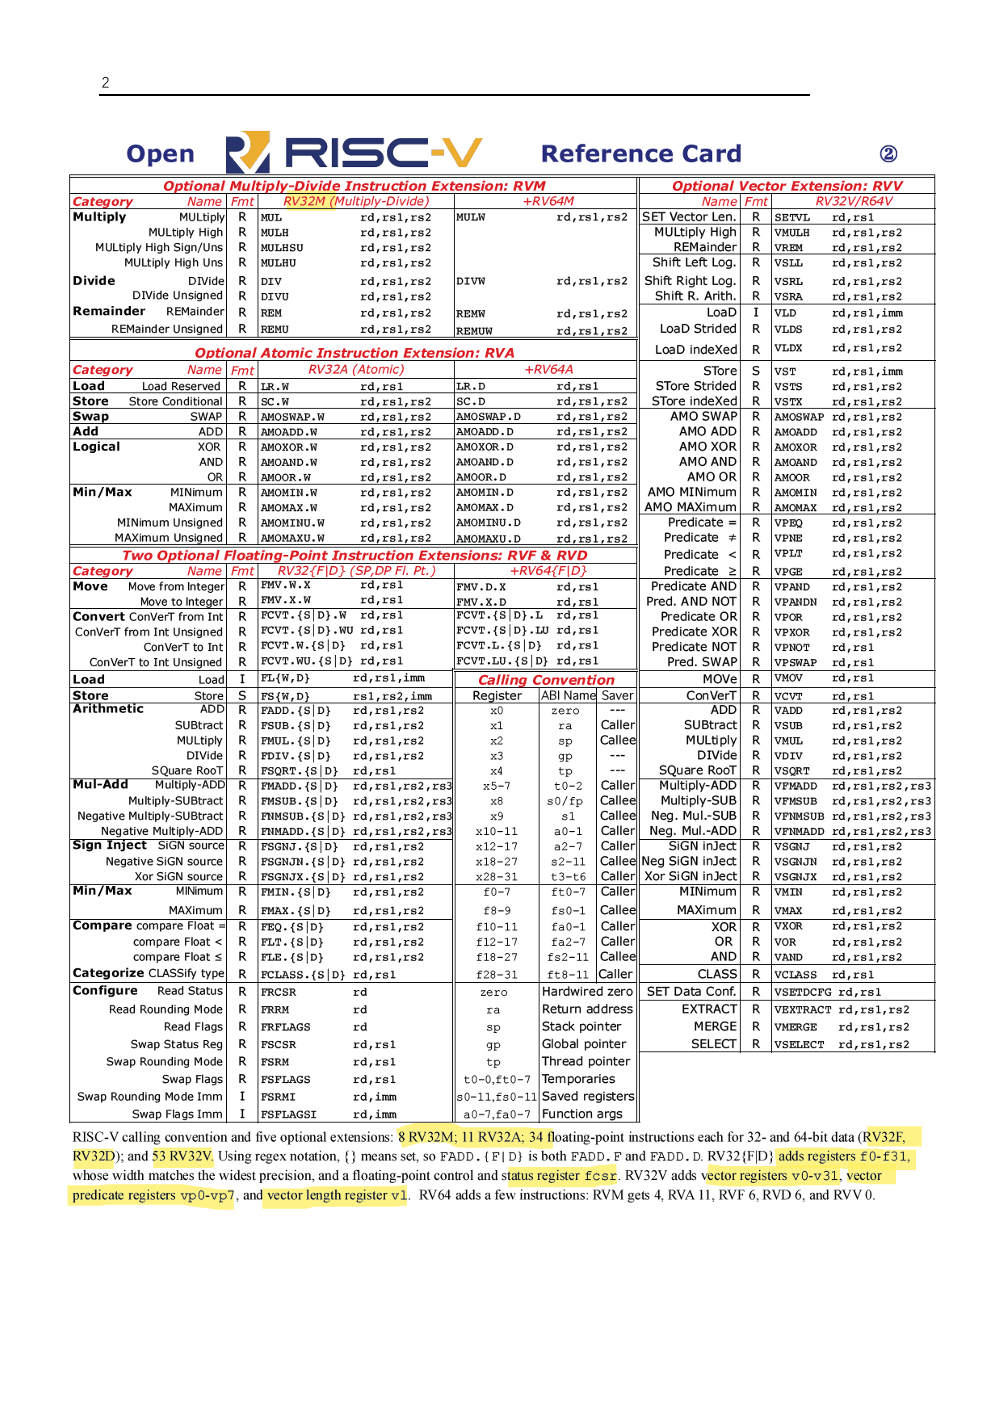 2
Open RISC-V Reference Card ②
Optional Multiply-Divide Instruction Extension: RVM
Category Name Fmt RV32M (Multiply-Divide) +RV64M
Multiply MULtiply R MUL rd,rs1,rs2 MULW rd,rs1,rs2
MULtiply High R MULH rd,rs1,rs2
MULtiply High Sign/Uns R MULHSU rd,rs1,rs2
MULtiply High Uns R MULHU rd,rs1,rs2
Divide DIVide R DIV rd,rs1,rs2 DIVW rd,rs1,rs2
DIVide Unsigned R DIVU rd,rs1,rs2
Remainder REMainder R REM rd,rs1,rs2 REMW rd,rs1,rs2
REMainder Unsigned R REMU rd,rs1,rs2 REMUW rd,rs1,rs2
Optional Atomic Instruction Extension: RVA
Category Name Fmt RV32A (Atomic) +RV64A
Load Load Reserved R LR.W rd,rs1 LR.D rd,rs1
Store Store Conditional R SC.W rd,rs1,rs2 SC.D rd,rs1,rs2
Swap SWAP R AMOSWAP.W rd,rs1,rs2 AMOSWAP.D rd,rs1,rs2
Add ADD R AMOADD.W rd,rs1,rs2 AMOADD.D rd,rs1,rs2
Logical XOR R AMOXOR.W rd,rs1,rs2 AMOXOR.D rd,rs1,rs2
AND R AMOAND.W rd,rs1,rs2 AMOAND.D rd,rs1,rs2
OR R AMOOR.W rd,rs1,rs2 AMOOR.D rd,rs1,rs2
Min/Max MINimum R AMOMIN.W rd,rs1,rs2 AMOMIN.D rd,rs1,rs2
MAXimum R AMOMAX.W rd,rs1,rs2 AMOMAX.D rd,rs1,rs2
MINimum Unsigned R AMOMINU.W rd,rs1,rs2 AMOMINU.D rd,rs1,rs2
MAXimum Unsigned R AMOMAXU.W rd,rs1,rs2 AMOMAXU.D rd,rs1,rs2
Two Optional Floating-Point Instruction Extensions: RVF & RVD
Category Name Fmt RV32{F|D} (SP,DP Fl. Pt.) +RV64{F|D}
Move Move from Integer R FMV.W.X rd,rs1 FMV.D.X rd,rs1
Move to Integer R FMV.X.W rd,rs1 FMV.X.D rd,rs1
Convert ConVerT from Int R FCVT.{S|D}.W rd,rs1 FCVT.{S|D}.L rd,rs1
ConVerT from Int Unsigned R FCVT.{S|D}.WU rd,rs1 FCVT.{S|D}.LU rd,rs1
ConVerT to Int R FCVT.W.{S|D} rd,rs1 FCVT.L.{S|D} rd,rs1
ConVerT to Int Unsigned R FCVT.WU.{S|D} rd,rs1 FCVT.LU.{S|D} rd,rs1
Load Load I FL{W,D} rd,rs1,imm
Store Store S FS{W,D} rs1,rs2,imm
Arithmetic ADD R FADD.{S|D} rd,rs1,rs2
SUBtract R FSUB.{S|D} rd,rs1,rs2
MULtiply R FMUL.{S|D} rd,rs1,rs2
DIVide R FDIV.{S|D} rd,rs1,rs2
SQuare RooT R FSQRT.{S|D} rd,rs1
Mul-Add Multiply-ADD R FMADD.{S|D} rd,rs1,rs2,rs3
Multiply-SUBtract R FMSUB.{S|D} rd,rs1,rs2,rs3
Negative Multiply-SUBtract R FNMSUB.{S|D} rd,rs1,rs2,rs3
Negative Multiply-ADD R FNMADD.{S|D} rd,rs1,rs2,rs3
Sign Inject SiGN source R FSGNJ.{S|D} rd,rs1,rs2
Negative SiGN source R FSGNJN.{S|D} rd,rs1,rs2
Xor SiGN source R FSGNJX.{S|D} rd,rs1,rs2
Min/Max MINimum R FMIN.{S|D} rd,rs1,rs2
MAXimum R FMAX.{S|D} rd,rs1,rs2
Compare compare Float = R FEQ.{S|D} rd,rs1,rs2
compare Float < R FLT.{S|D} rd,rs1,rs2
compare Float ≤ R FLE.{S|D} rd,rs1,rs2
Categorize CLASSify type R FCLASS.{S|D} rd,rs1
Configure Read Status R FRCSR rd
Read Rounding Mode R FRRM rd
Read Flags R FRFLAGS rd
Swap Status Reg R FSCSR rd,rs1
Swap Rounding Mode R FSRM rd,rs1
Swap Flags R FSFLAGS rd,rs1
Swap Rounding Mode Imm I FSRMI rd,imm
Swap Flags Imm I FSFLAGSI rd,imm
Calling Convention
Register ABI Name Saver
x0 zero ---
x1 ra Caller
x2 sp Callee
x3 gp ---
x4 tp ---
x5-7 t0-2 Caller
x8 s0/fp Callee
x9 s1 Callee
x10-11 a0-1 Caller
x12-17 a2-7 Caller
x18-27 s2-11 Callee
x28-31 t3-t6 Caller
f0-7 ft0-7 Caller
f8-9 fs0-1 Callee
f10-11 fa0-1 Caller
f12-17 fa2-7 Caller
f18-27 fs2-11 Callee
f28-31 ft8-11 Caller
zero Hardwired zero
ra Return address
sp Stack pointer
gp Global pointer
tp Thread pointer
t0-0,ft0-7 Temporaries
s0-11,fs0-11 Saved registers
a0-7,fa0-7 Function args
Optional Vector Extension: RVV
Name Fmt RV32V/R64V
SET Vector Len. R SETVL rd,rs1
MULtiply High R VMULH rd,rs1,rs2
REMainder R VREM rd,rs1,rs2
Shift Left Log. R VSLL rd,rs1,rs2
Shift Right Log. R VSRL rd,rs1,rs2
Shift R. Arith. R VSRA rd,rs1,rs2
LoaD I VLD rd,rs1,imm
LoaD Strided R VLDS rd,rs1,rs2
LoaD indeXed R VLDX rd,rs1,rs2
STore S VST rd,rs1,imm
STore Strided R VSTS rd,rs1,rs2
STore indeXed R VSTX rd,rs1,rs2
AMO SWAP R AMOSWAP rd,rs1,rs2
AMO ADD R AMOADD rd,rs1,rs2
AMO XOR R AMOXOR rd,rs1,rs2
AMO AND R AMOAND rd,rs1,rs2
AMO OR R AMOOR rd,rs1,rs2
AMO MINimum R AMOMIN rd,rs1,rs2
AMO MAXimum R AMOMAX rd,rs1,rs2
Predicate = R VPEQ rd,rs1,rs2
Predicate ≠ R VPNE rd,rs1,rs2
Predicate < R VPLT rd,rs1,rs2
Predicate ≥ R VPGE rd,rs1,rs2
Predicate AND R VPAND rd,rs1,rs2
Pred. AND NOT R VPANDN rd,rs1,rs2
Predicate OR R VPOR rd,rs1,rs2
Predicate XOR R VPXOR rd,rs1,rs2
Predicate NOT R VPNOT rd,rs1
Pred. SWAP R VPSWAP rd,rs1
MOVe R VMOV rd,rs1
ConVerT R VCVT rd,rs1
ADD R VADD rd,rs1,rs2
SUBtract R VSUB rd,rs1,rs2
MULtiply R VMUL rd,rs1,rs2
DIVide R VDIV rd,rs1,rs2
SQuare RooT R VSQRT rd,rs1,rs2
Multiply-ADD R VFMADD rd,rs1,rs2,rs3
Multiply-SUB R VFMSUB rd,rs1,rs2,rs3
Neg. Mul.-SUB R VFNMSUB rd,rs1,rs2,rs3
Neg. Mul.-ADD R VFNMADD rd,rs1,rs2,rs3
SiGN inJect R VSGNJ rd,rs1,rs2
Neg SiGN inJect R VSGNJN rd,rs1,rs2
Xor SiGN inJect R VSGNJX rd,rs1,rs2
MINimum R VMIN rd,rs1,rs2
MAXimum R VMAX rd,rs1,rs2
XOR R VXOR rd,rs1,rs2
OR R VOR rd,rs1,rs2
AND R VAND rd,rs1,rs2
CLASS R VCLASS rd,rs1
SET Data Conf. R VSETDCFG rd,rs1
EXTRACT R VEXTRACT rd,rs1,rs2
MERGE R VMERGE rd,rs1,rs2
SELECT R VSELECT rd,rs1,rs2
RISC-V calling convention and five optional extensions: 8 RV32M; 11 RV32A; 34 floating-point instructions each for 32- and 64-bit data (RV32F,
RV32D); and 53 RV32V. Using regex notation, {} means set, so FADD.{F|D} is both FADD.F and FADD.D. RV32{F|D} adds registers f0-f31,
whose width matches the widest precision, and a floating-point control and status register fcsr. RV32V adds vector registers v0-v31, vector
predicate registers vp0-vp7, and vector length register vl. RV64 adds a few instructions: RVM gets 4, RVA 11, RVF 6, RVD 6, and RVV 0.